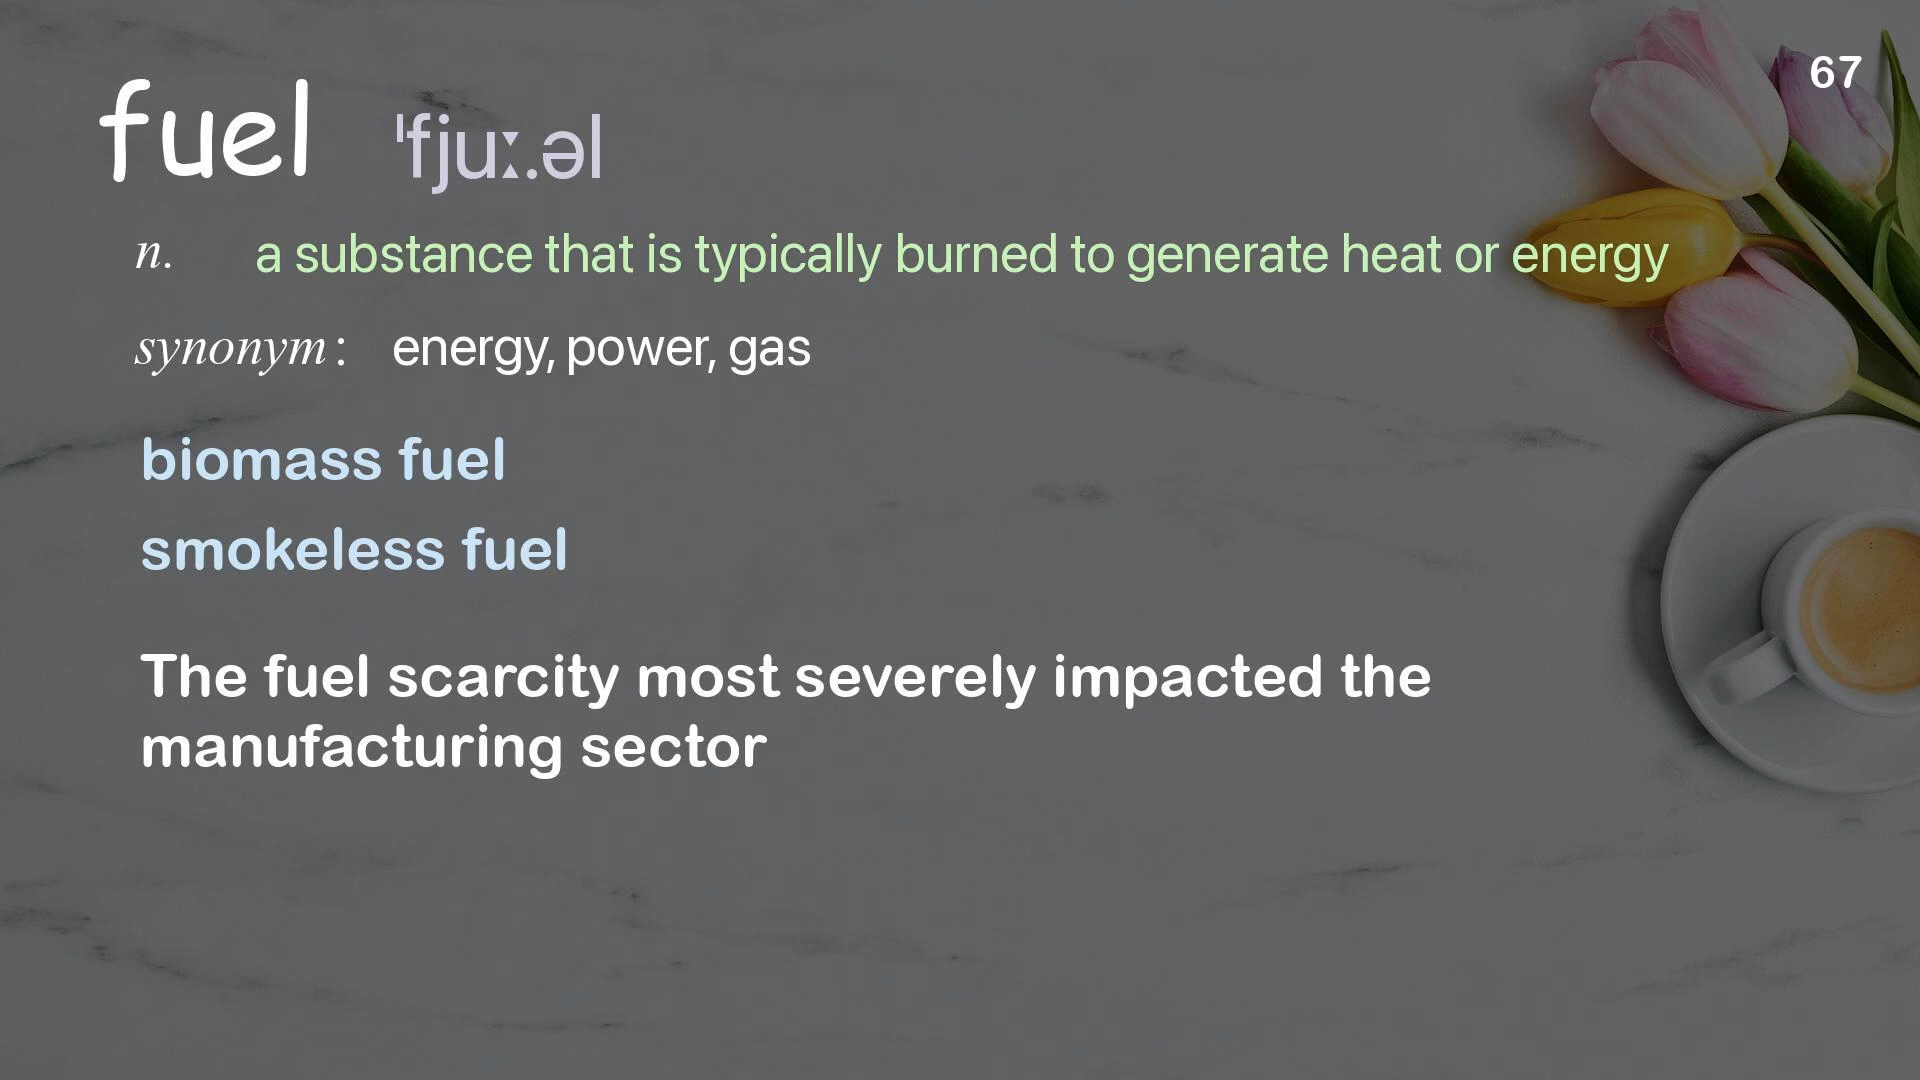 67
fuel ˈfjuː.əl
n. a substance that is typically burned to generate heat or energy
synonym: energy, power, gas
biomass fuel
smokeless fuel
The fuel scarcity most severely impacted the
manufacturing sector